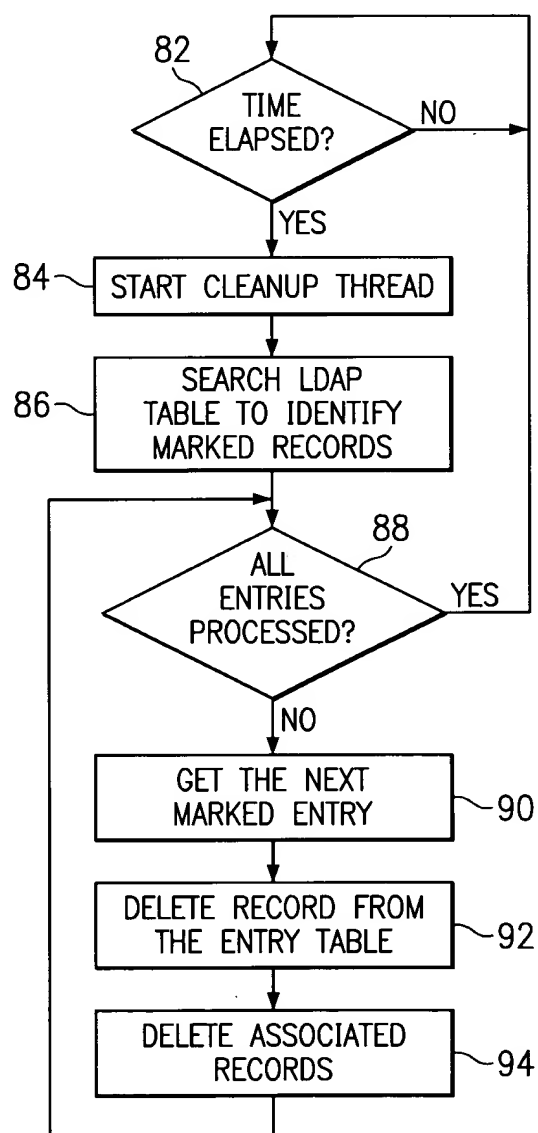 82
TIME
ELAPSED?
NO
YES
84
START CLEANUP THREAD
86
SEARCH LDAP
TABLE TO IDENTIFY
MARKED RECORDS
88
ALL
ENTRIES
PROCESSED?
YES
NO
GET THE NEXT
MARKED ENTRY
90
DELETE RECORD FROM
THE ENTRY TABLE
92
DELETE ASSOCIATED
RECORDS
94